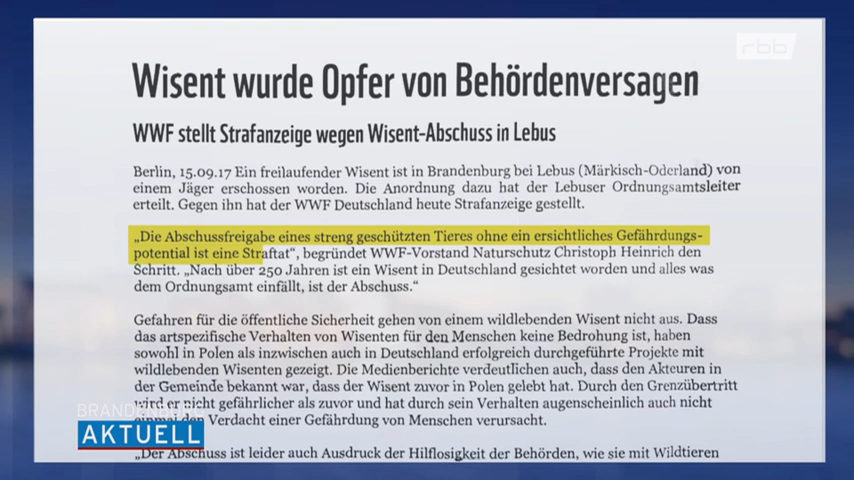 rbb
Wisent wurde Opfer von Behördenversagen
WWF stellt Strafanzeige wegen Wisent-Abschuss in Lebus
Berlin, 15.09.17 Ein freilaufender Wisent ist in Brandenburg bei Lebus (Märkisch-Oderland) von
einem Jäger erschossen worden. Die Anordnung dazu hat der Lebuser Ordnungsamtsleiter
erteilt. Gegen ihn hat der WWF Deutschland heute Strafanzeige gestellt.
„Die Abschussfreigabe eines streng geschützten Tieres ohne ein ersichtliches Gefährdungs-
potential ist eine Straftat“, begründet WWF-Vorstand Naturschutz Christoph Heinrich den
Schritt. „Nach über 250 Jahren ist ein Wisent in Deutschland gesichtet worden und alles was
dem Ordnungsamt einfällt, ist der Abschuss.“
Gefahren für die öffentliche Sicherheit gehen von einem wildlebenden Wisent nicht aus. Dass
das artspezifische Verhalten von Wisenten für den Menschen keine Bedrohung ist, haben
sowohl in Polen als inzwischen auch in Deutschland erfolgreich durchgeführte Projekte mit
wildlebenden Wisenten gezeigt. Die Medienberichte verdeutlichen auch, dass den Akteuren in
der Gemeinde bekannt war, dass der Wisent zuvor in Polen gelebt hat. Durch den Grenzübertritt
wird er nicht gefährlicher als zuvor und hat durch sein Verhalten augenscheinlich auch nicht
einmal den Verdacht einer Gefährdung von Menschen verursacht.
BRANDENBURG
AKTUELL
„Der Abschuss ist leider auch Ausdruck der Hilflosigkeit der Behörden, wie sie mit Wildtieren